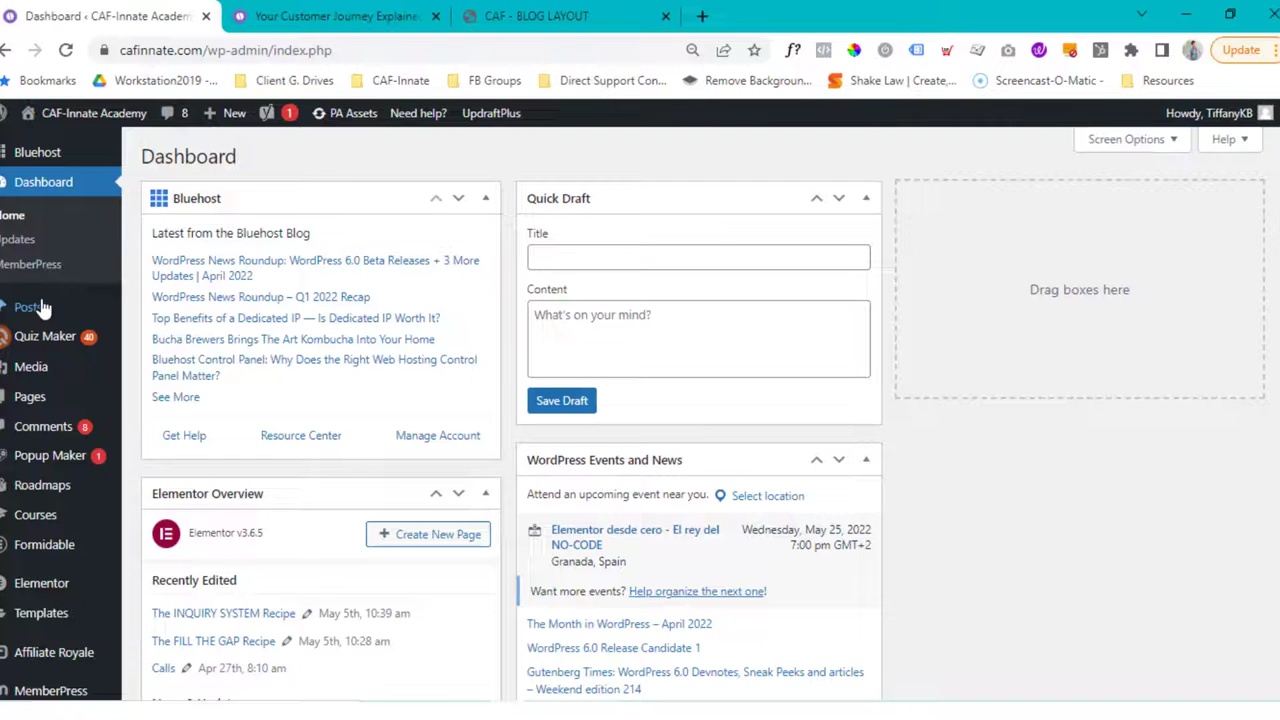 Dashboard ‹ CAF-Innate Academ
Your Customer Journey Explaine
CAF - BLOG LAYOUT
cafinnate.com/wp-admin/index.php
f?
Update
Bookmarks
Workstation2019 -...
Client G. Drives
CAF-Innate
FB Groups
Direct Support Con...
Remove Backgroun...
Shake Law | Create,...
Screencast-O-Matic -
Resources
CAF-Innate Academy
8
New
1
PA Assets
Need help?
UpdraftPlus
Howdy, TiffanyKB
Bluehost
Dashboard
ome
pdates
emberPress
Posts
Quiz Maker 40
Media
Pages
Comments 8
Popup Maker 1
Roadmaps
Courses
Formidable
Elementor
Templates
Affiliate Royale
MemberPress
Dashboard
Screen Options
Help
Bluehost
Latest from the Bluehost Blog
WordPress News Roundup: WordPress 6.0 Beta Releases + 3 More
Updates | April 2022
WordPress News Roundup – Q1 2022 Recap
Top Benefits of a Dedicated IP — Is Dedicated IP Worth It?
Bucha Brewers Brings The Art Kombucha Into Your Home
Bluehost Control Panel: Why Does the Right Web Hosting Control
Panel Matter?
See More
Get Help
Resource Center
Manage Account
Elementor Overview
Elementor v3.6.5
Create New Page
Recently Edited
The INQUIRY SYSTEM Recipe May 5th, 10:39 am
The FILL THE GAP Recipe May 5th, 10:28 am
Calls Apr 27th, 8:10 am
Quick Draft
Title
Content
What's on your mind?
Save Draft
WordPress Events and News
Attend an upcoming event near you. Select location
Elementor desde cero - El rey del
NO-CODE
Granada, Spain
Wednesday, May 25, 2022
7:00 pm GMT+2
Want more events? Help organize the next one!
The Month in WordPress – April 2022
WordPress 6.0 Release Candidate 1
Gutenberg Times: WordPress 6.0 Devnotes, Sneak Peeks and articles
– Weekend edition 214
Drag boxes here